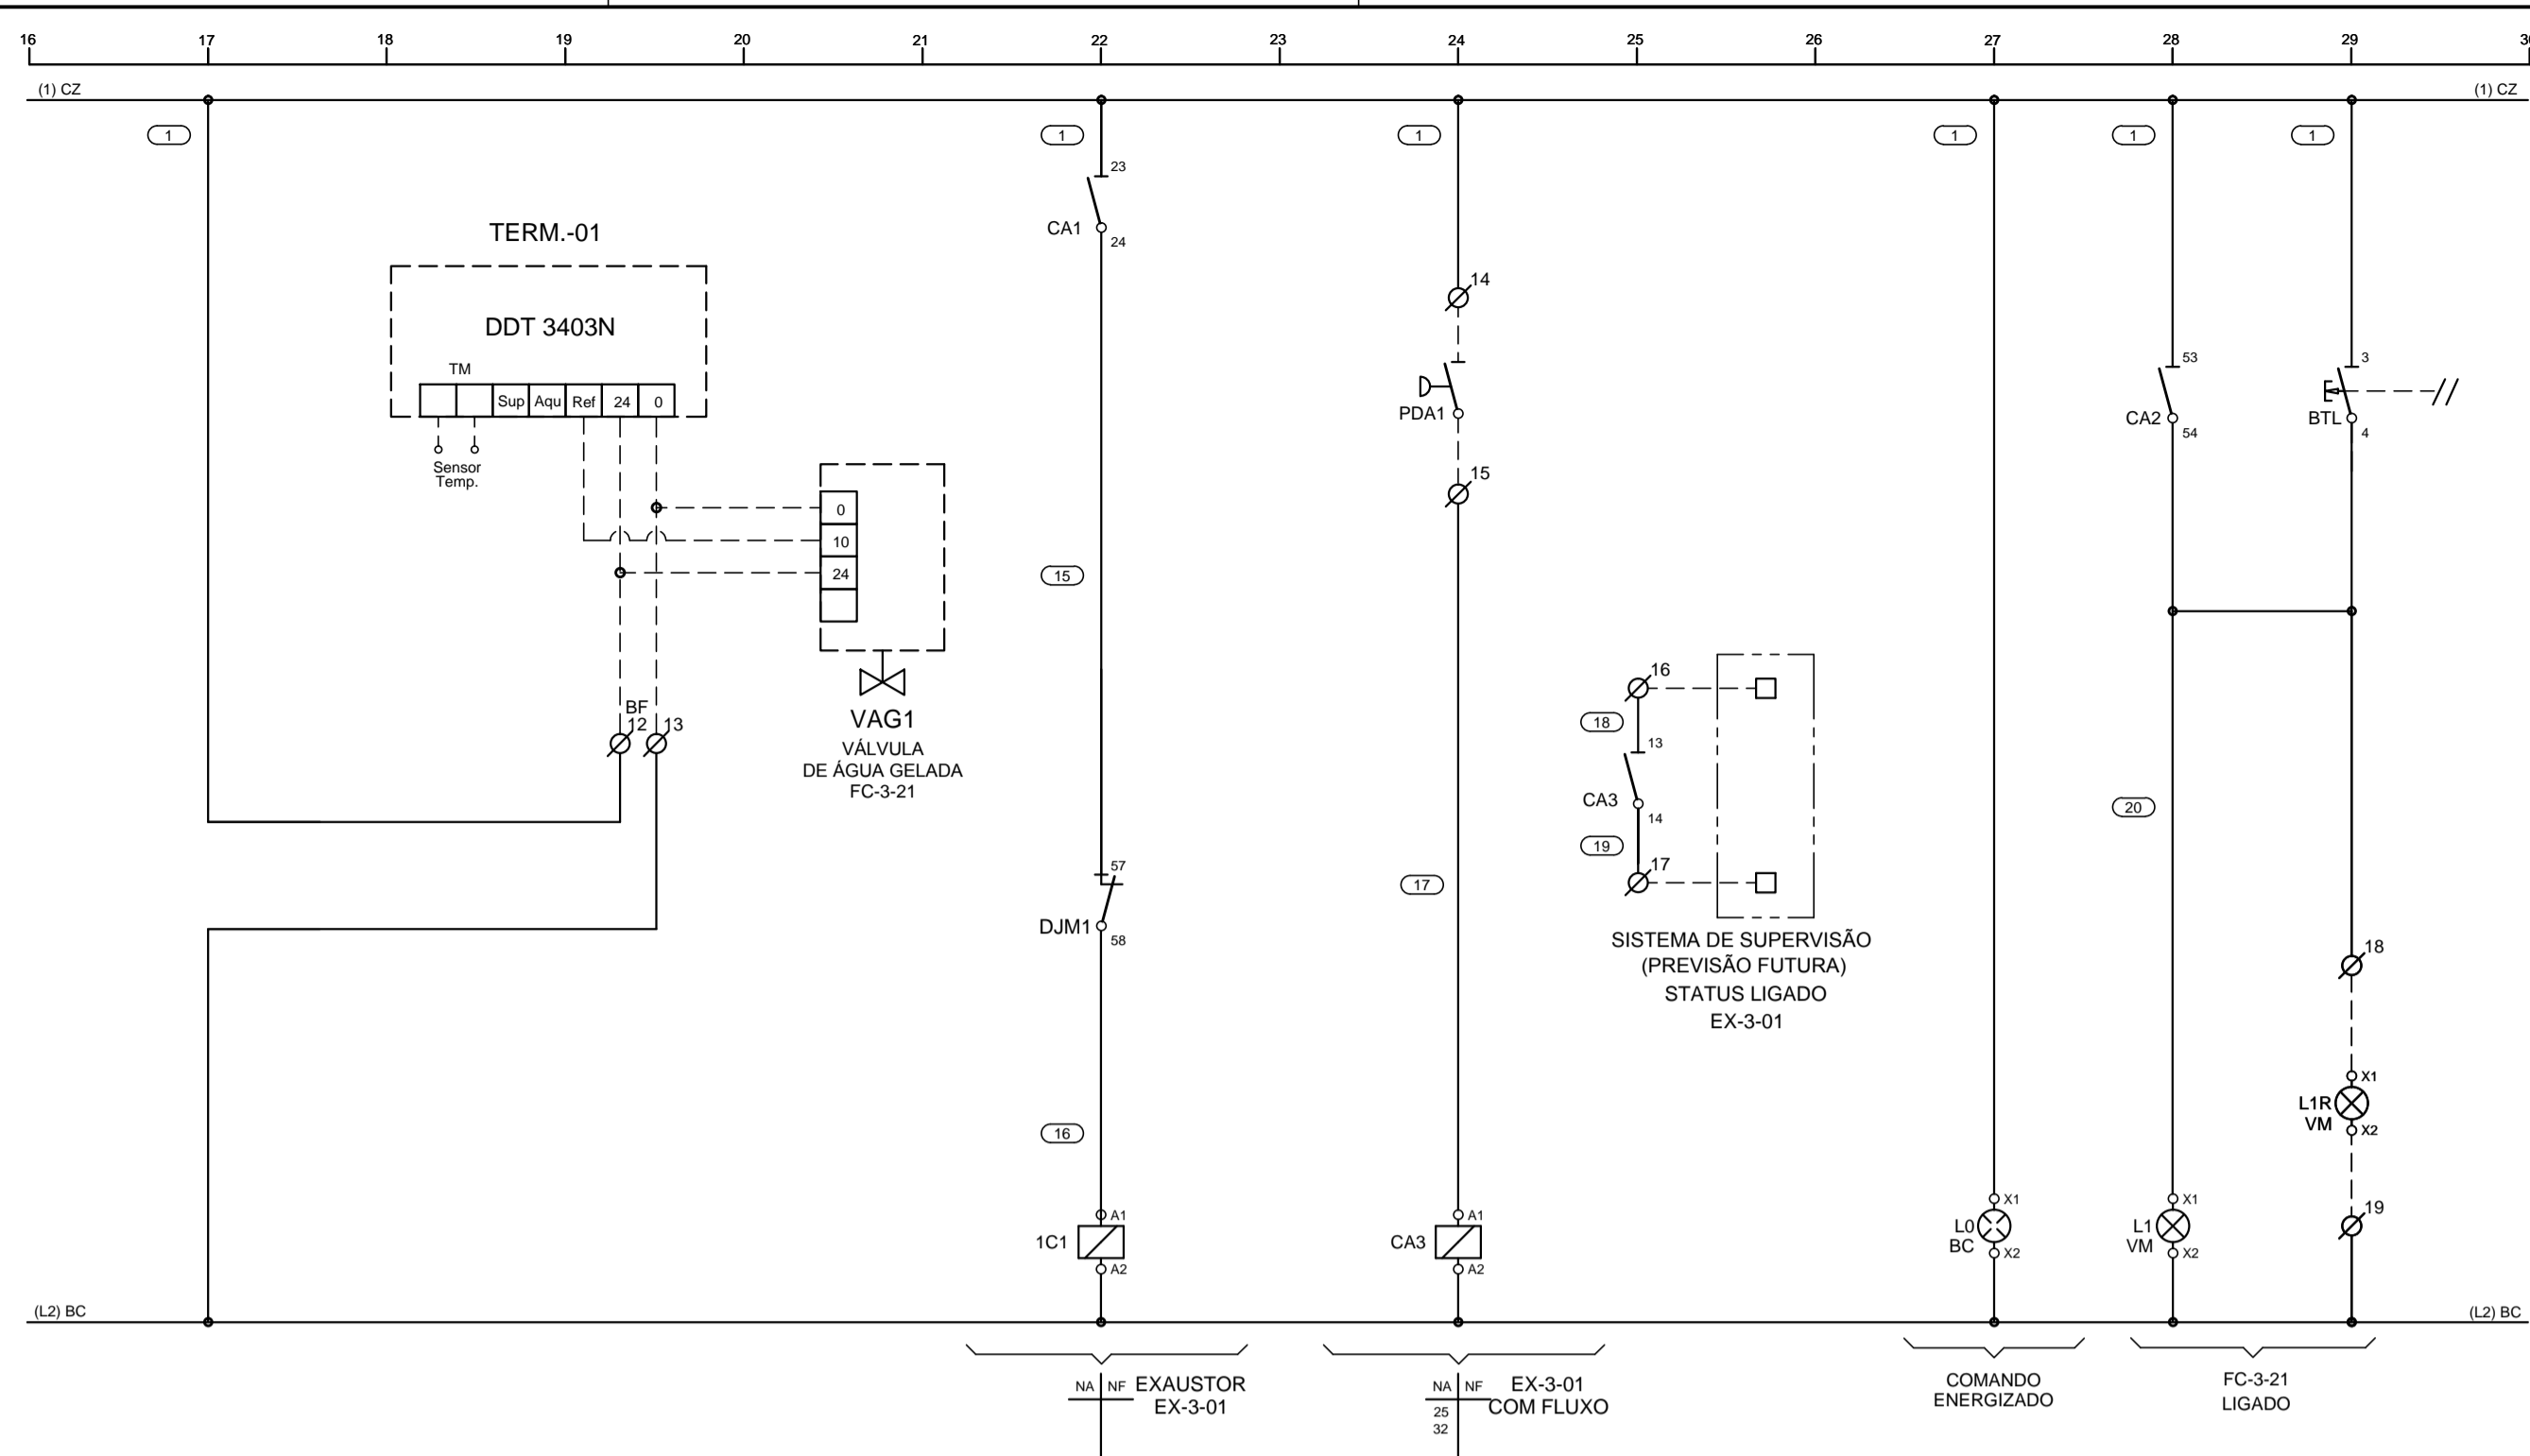 16 17 18 19 20 21 22 23 24 25 26 27 28 29 30
(1) CZ (1) CZ
1 1 1 1 1 1
23
CA1
24
TERM.-01
DDT 3403N
TM
Sup Aqu Ref 24 0
Sensor
Temp.
0
10
24
BF
12 13
VAG1
VÁLVULA
DE ÁGUA GELADA
FC-3-21
15
57
DJM1
58
16
A1
1C1
A2
14
PDA1
15
17
A1
CA3
A2
16
18
13
CA3
14
19
17
SISTEMA DE SUPERVISÃO
(PREVISÃO FUTURA)
STATUS LIGADO
EX-3-01
X1
L0
BC
X2
53
CA2
54
20
X1
L1
VM
X2
3
BTL
4
18
X1
L1R
VM
X2
19
(L2) BC (L2) BC
NA NF EXAUSTOR
EX-3-01
NA NF EX-3-01
COM FLUXO
25
32
COMANDO
ENERGIZADO
FC-3-21
LIGADO